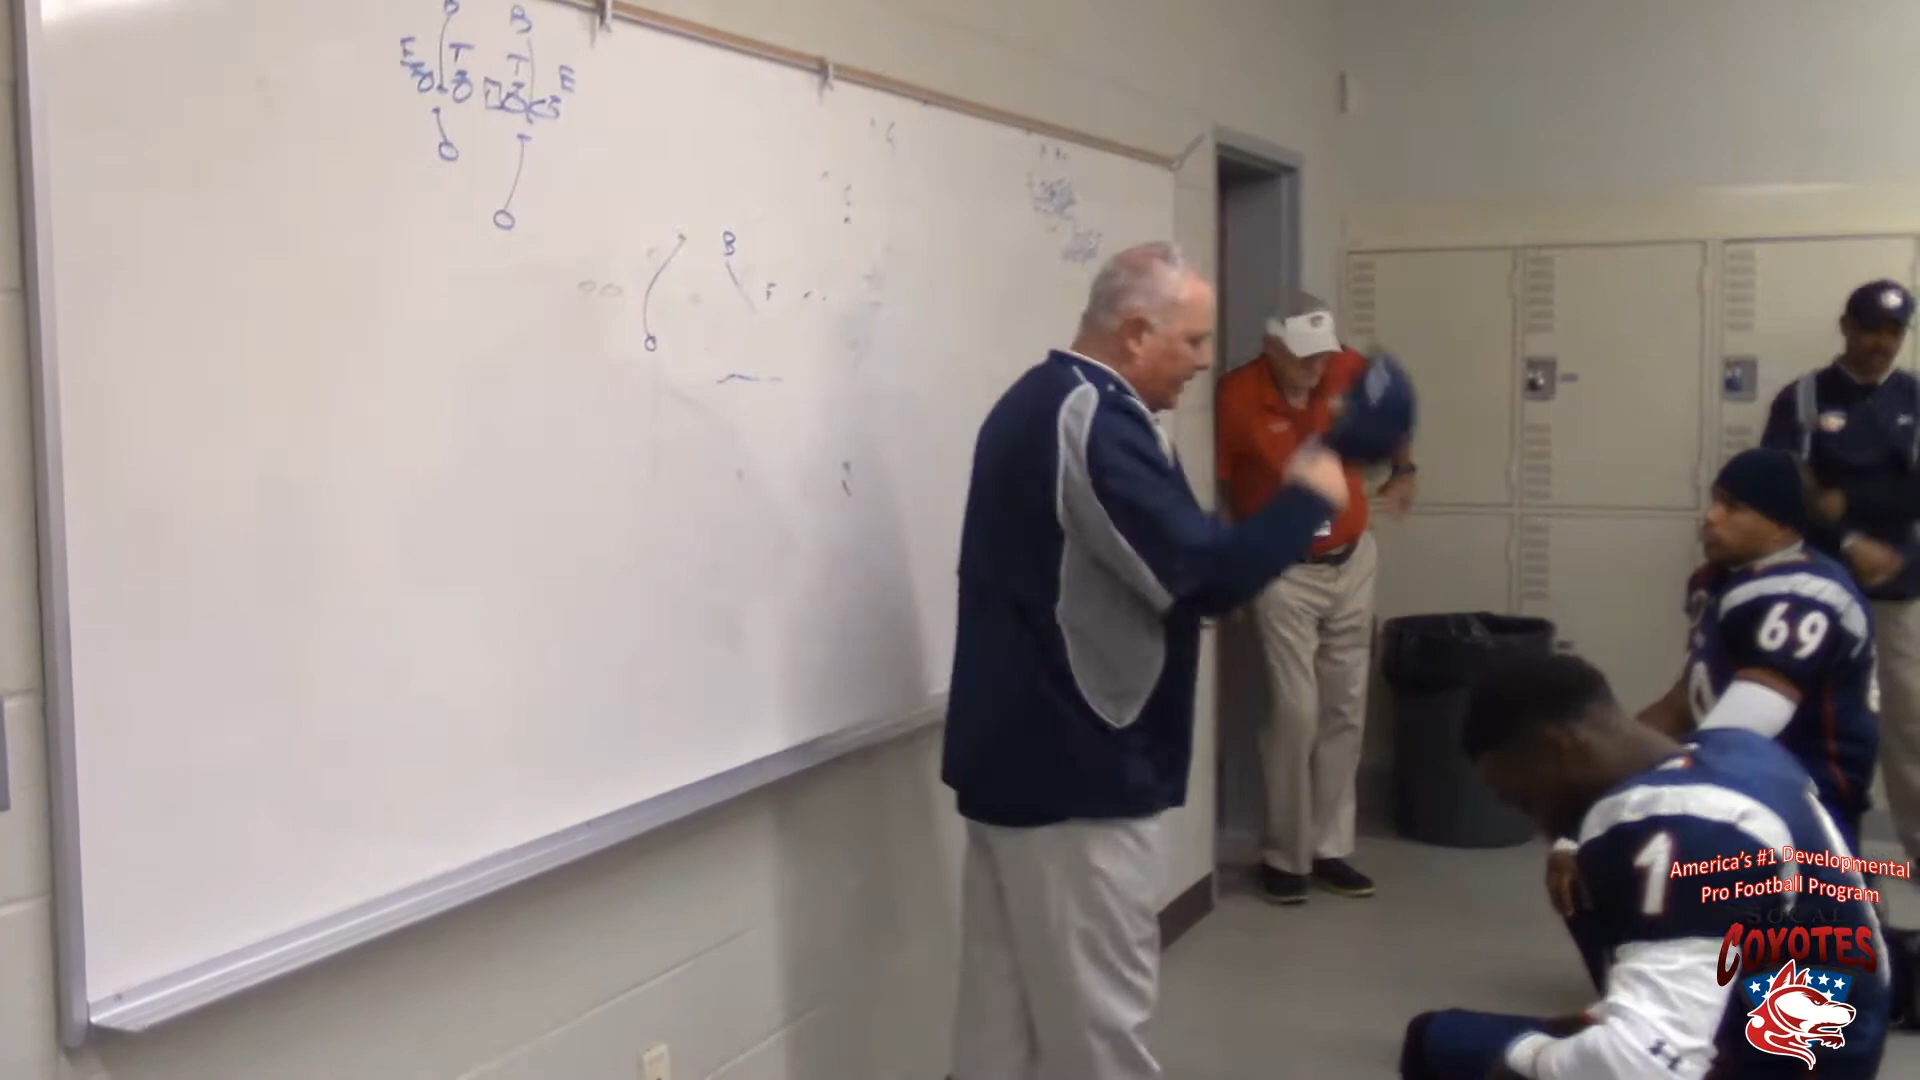 B
B
E
T
T
E
B
F
69
1
America's #1 Developmental
Pro Football Program
SOCAL
COYOTES